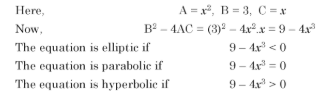 Here, A = x², B = 3, C = x
Now, B² – 4AC = (3)² – 4x².x = 9 – 4x³
The equation is elliptic if 9 – 4x³ < 0
The equation is parabolic if 9 – 4x³ = 0
The equation is hyperbolic if 9 – 4x³ > 0